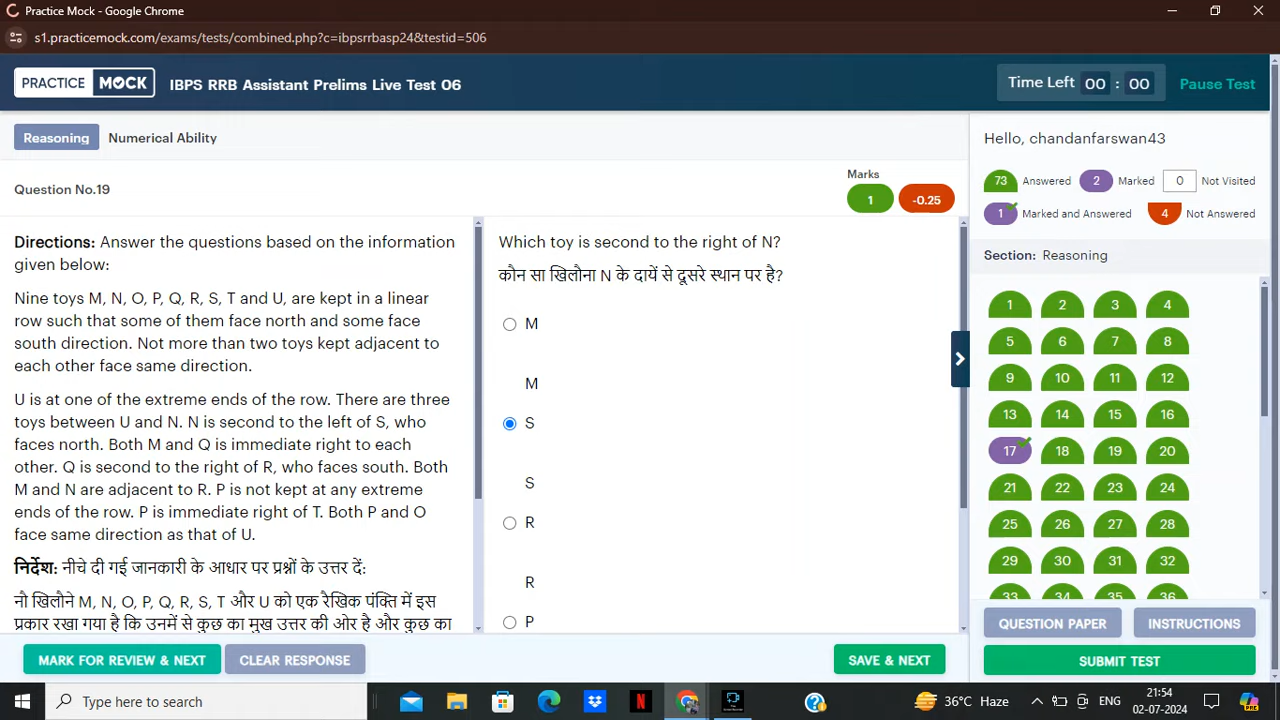 Practice Mock - Google Chrome
s1.practicemock.com/exams/tests/combined.php?c=ibpsrrbasp24&testid=506
PRACTICE MOCK IBPS RRB Assistant Prelims Live Test 06
Time Left 00 : 00 Pause Test
Reasoning Numerical Ability
Question No.19
Marks
1 -0.25
Directions: Answer the questions based on the information
given below:
Nine toys M, N, O, P, Q, R, S, T and U, are kept in a linear
row such that some of them face north and some face
south direction. Not more than two toys kept adjacent to
each other face same direction.
U is at one of the extreme ends of the row. There are three
toys between U and N. N is second to the left of S, who
faces north. Both M and Q is immediate right to each
other. Q is second to the right of R, who faces south. Both
M and N are adjacent to R. P is not kept at any extreme
ends of the row. P is immediate right of T. Both P and O
face same direction as that of U.
निर्देश: नीचे दी गई जानकारी के आधार पर प्रश्नों के उत्तर दें:
नौ खिलौने M, N, O, P, Q, R, S, T और U को एक रैखिक पंक्ति में इस
प्रकार रखा गया है कि उनमें से कुछ का मुख उत्तर की ओर है और कुछ का
Which toy is second to the right of N?
कौन सा खिलौना N के दायें से दूसरे स्थान पर है?
M
M
S
S
R
R
P
MARK FOR REVIEW & NEXT CLEAR RESPONSE SAVE & NEXT
Hello, chandanfarswan43
73 Answered 2 Marked 0 Not Visited
1 Marked and Answered 4 Not Answered
Section: Reasoning
1 2 3 4
5 6 7 8
9 10 11 12
13 14 15 16
17 18 19 20
21 22 23 24
25 26 27 28
29 30 31 32
33 34 35 36
QUESTION PAPER INSTRUCTIONS
SUBMIT TEST
Type here to search
36°C Haze
ENG
21:54
02-07-2024